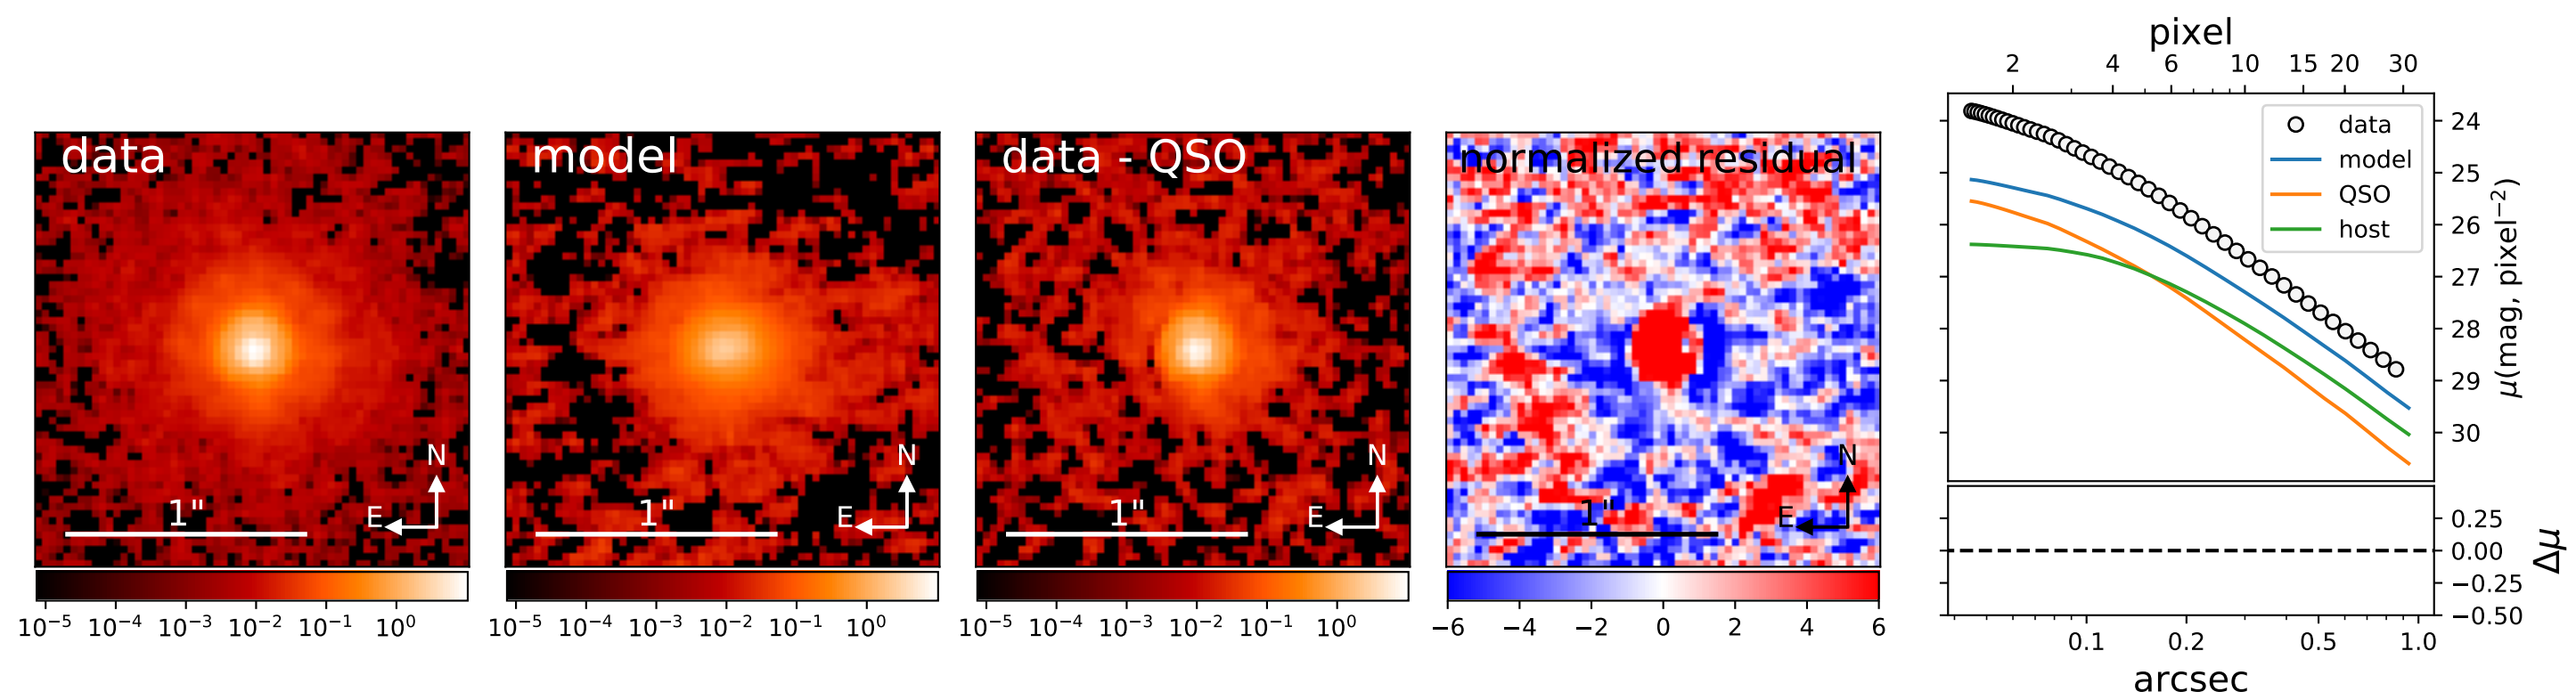 data
N
E
1"
10⁻⁵ 10⁻⁴ 10⁻³ 10⁻² 10⁻¹ 10⁰
model
N
E
1"
10⁻⁵ 10⁻⁴ 10⁻³ 10⁻² 10⁻¹ 10⁰
data - QSO
N
E
1"
10⁻⁵ 10⁻⁴ 10⁻³ 10⁻² 10⁻¹ 10⁰
normalized residual
N
E
1"
−6 −4 −2 0 2 4 6
pixel
2 4 6 10 15 20 30
data
model
QSO
host
24
25
26
27
28
29
30
μ(mag, pixel⁻²)
0.25
0.00
−0.25
−0.50
Δμ
0.1 0.2 0.5 1.0
arcsec